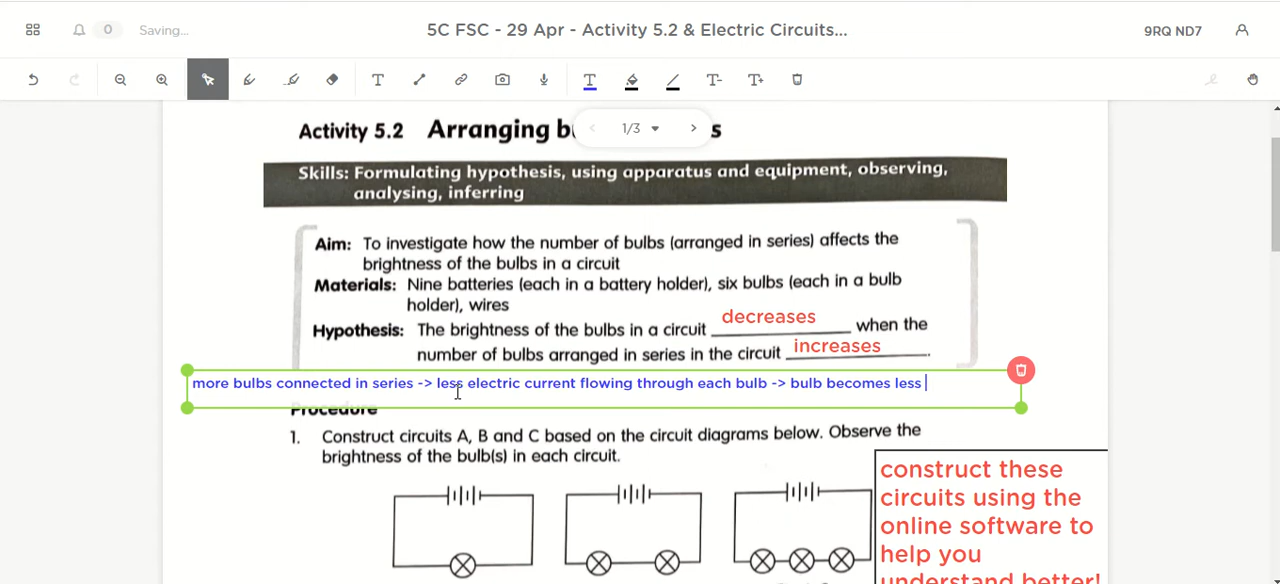 0
Saving...
5C FSC - 29 Apr - Activity 5.2 & Electric Circuits...
9RQ ND7
1/3
Activity 5.2 Arranging b s
Skills: Formulating hypothesis, using apparatus and equipment, observing,
analysing, inferring
Aim: To investigate how the number of bulbs (arranged in series) affects the
brightness of the bulbs in a circuit
Materials: Nine batteries (each in a battery holder), six bulbs (each in a bulb
holder), wires
Hypothesis: The brightness of the bulbs in a circuit decreases when the
number of bulbs arranged in series in the circuit increases.
more bulbs connected in series -> less electric current flowing through each bulb -> bulb becomes less
Procedure
1. Construct circuits A, B and C based on the circuit diagrams below. Observe the
brightness of the bulb(s) in each circuit.
construct these
circuits using the
online software to
help you
understand better!